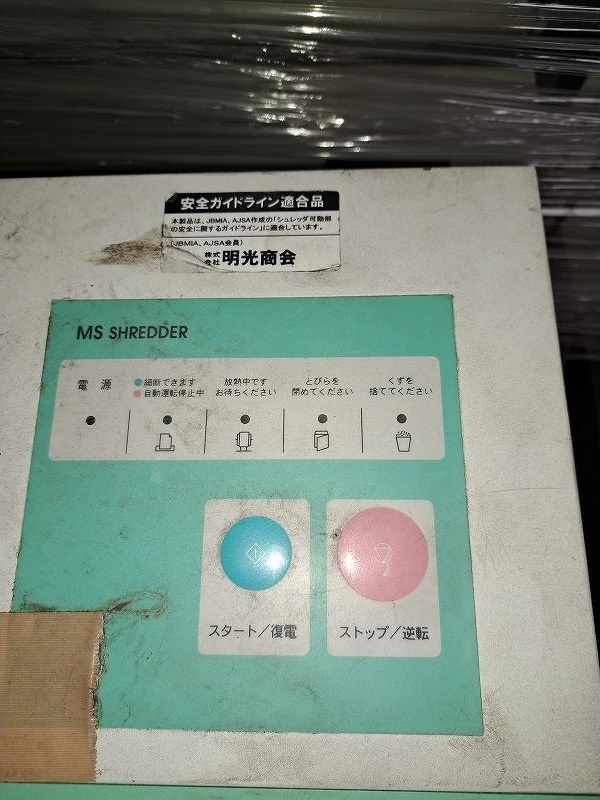 安全ガイドライン適合品
本製品は、JBMIA、AJSA作成の「シュレッダ可動部
の安全に関するガイドライン」に適合しています。
(JBMIA、AJSA会員)
株式会社 明光商会
MS SHREDDER
電源
細断できます
自動運転停止中
放熱中です
お待ちください
とびらを
閉めてください
くずを
捨ててください
スタート/復電
ストップ/逆転